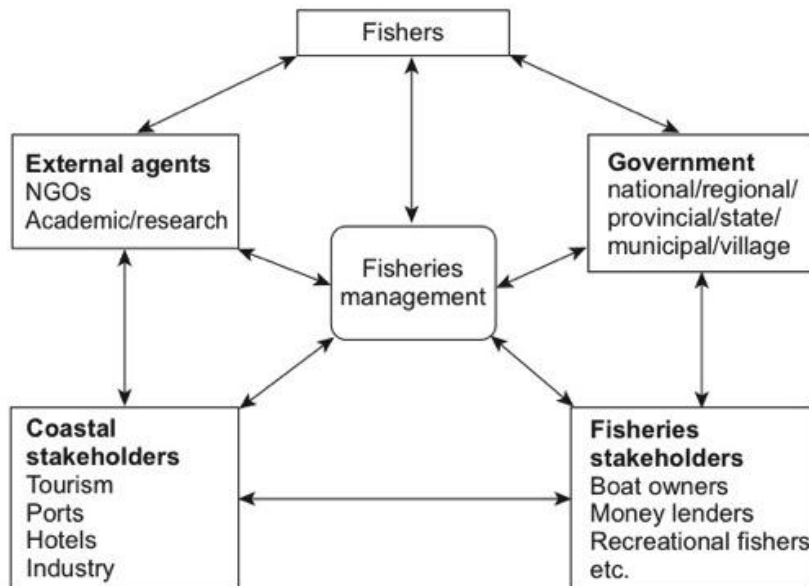 Fishers
External agents
NGOs
Academic/research
Government
national/regional/
provincial/state/
municipal/village
Fisheries
management
Coastal
stakeholders
Tourism
Ports
Hotels
Industry
Fisheries
stakeholders
Boat owners
Money lenders
Recreational fishers
etc.